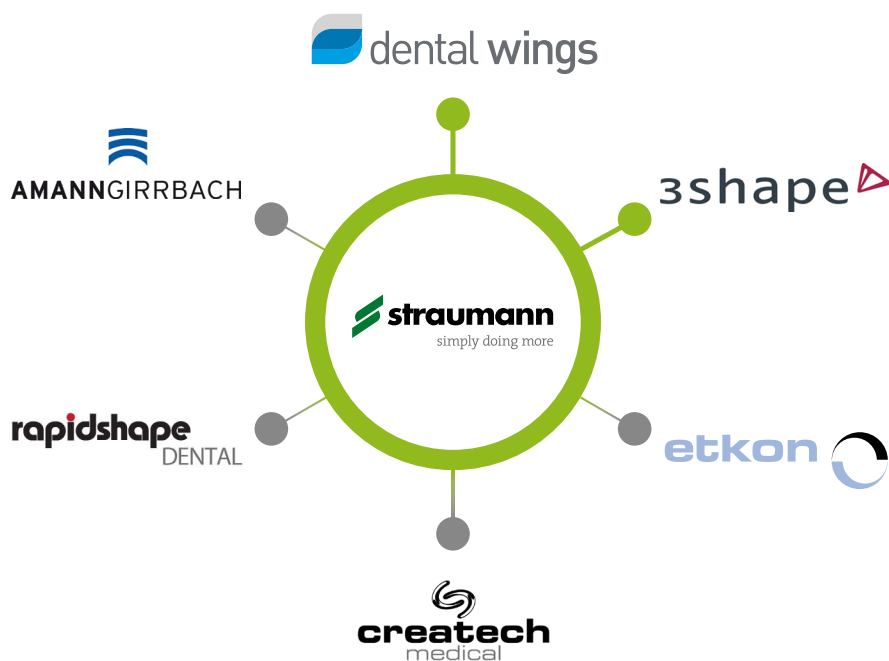 dental wings
AMANNGIRRBACH
3shape
straumann
simply doing more
rapidshape
DENTAL
etkon
createch
medical